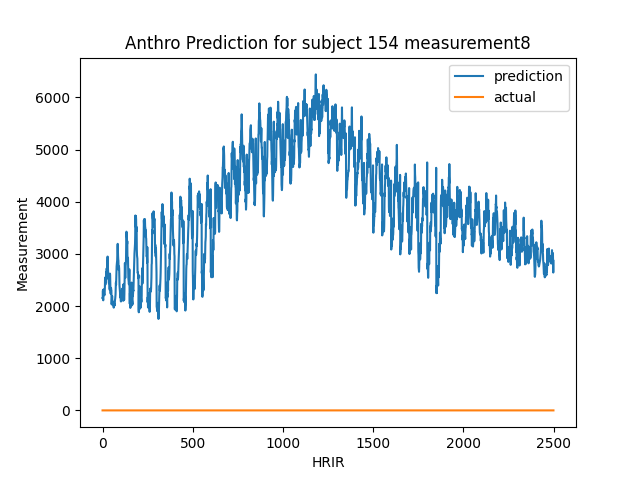 Anthro Prediction for subject 154 measurement8
prediction
actual
6000
5000
4000
3000
2000
1000
0
Measurement
0
500
1000
1500
2000
2500
HRIR